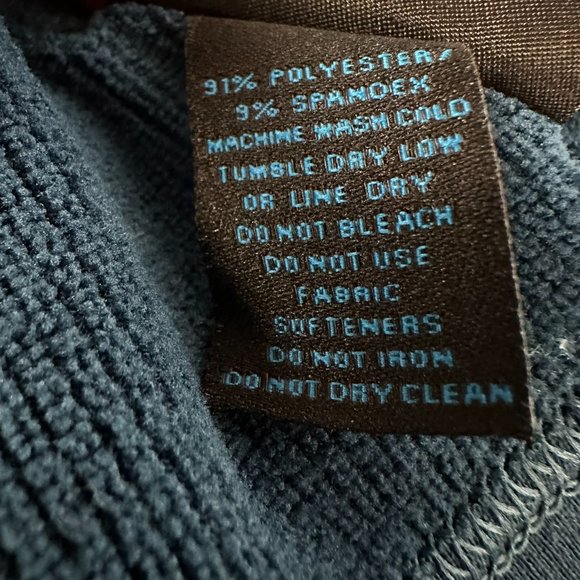 91% POLYESTER/
9% SPANDEX
MACHINE WASH COLD
TUMBLE DRY LOW
OR LINE DRY
DO NOT BLEACH
DO NOT USE
FABRIC
SOFTENERS
DO NOT IRON
DO NOT DRY CLEAN